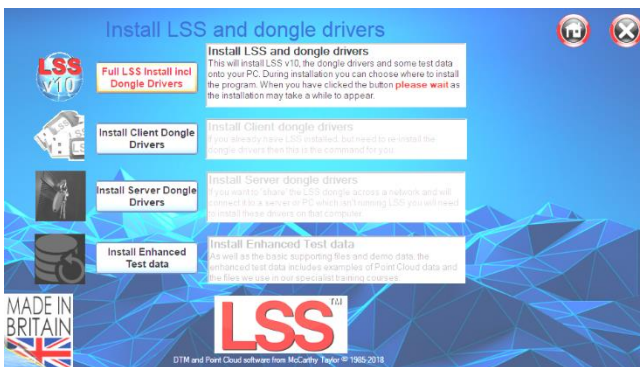 Install LSS and dongle drivers
LSS
V10
Full LSS Install incl
Dongle Drivers
Install LSS and dongle drivers
This will install LSS v10, the dongle drivers and some test data
onto your PC. During installation you can choose where to install
the program. When you have clicked the button please wait as
the installation may take a while to appear.
Install Client Dongle
Drivers
Install Client dongle drivers
If you already have LSS installed, but need to re-install the
dongle drivers then this is the command for you.
Install Server Dongle
Drivers
Install Server dongle drivers
If you want to 'share' the LSS dongle across a network and will
connect it to a server or PC which isn't running LSS you will need
to install these drivers on that computer.
Install Enhanced
Test data
Install Enhanced Test data
As well as the basic supporting files and demo data, the
enhanced test data includes examples of Point Cloud data and
the files we use in our specialist training courses.
MADE IN
BRITAIN
LSS™
DTM and Point Cloud software from McCarthy Taylor © 1985-2018